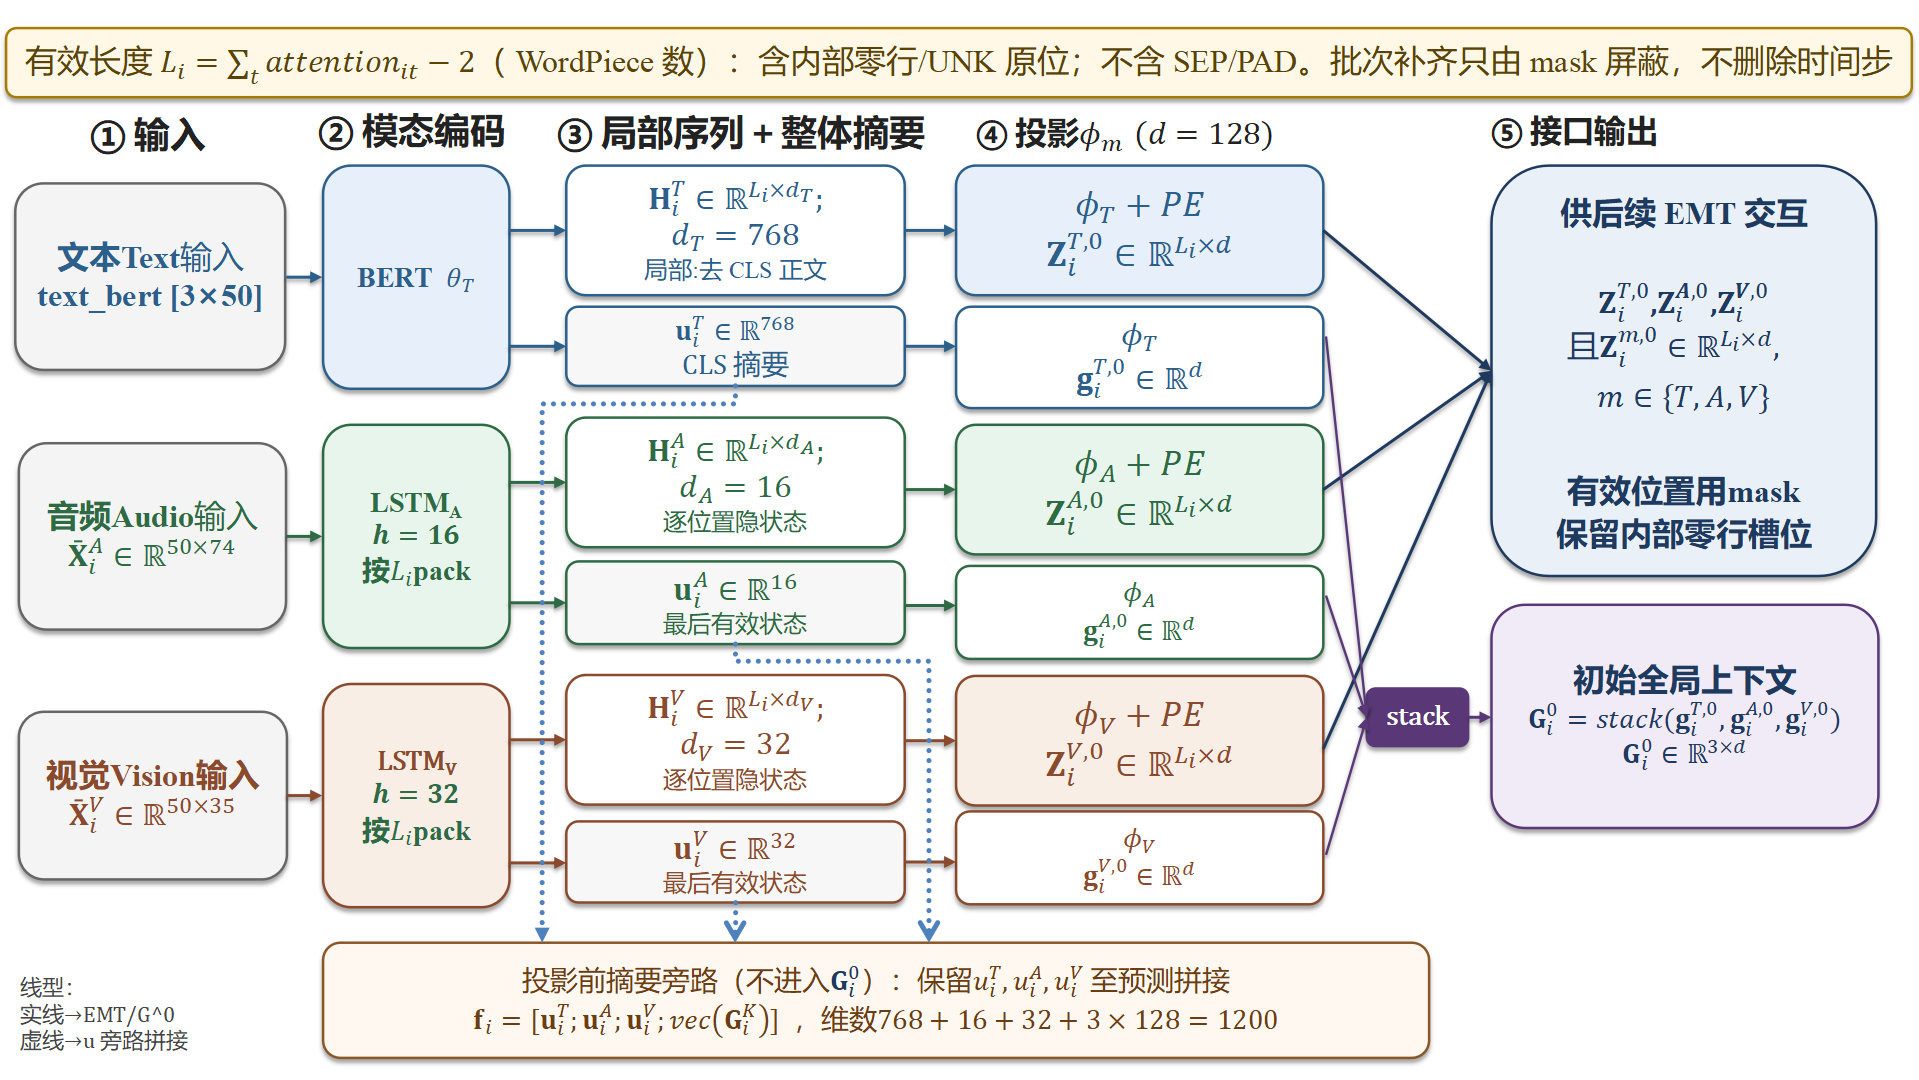 有效长度 Lᵢ = ∑ₜ attentionᵢₜ − 2（ WordPiece 数）：含内部零行/UNK 原位；不含 SEP/PAD。批次补齐只由 mask 屏蔽，不删除时间步
① 输入
② 模态编码
③ 局部序列 + 整体摘要
④ 投影ϕ_m (d = 128)
⑤ 接口输出
文本Text输入
text_bert [3×50]
BERT θ_T
H_i^T ∈ ℝ^{L_i×d_T};
d_T = 768
局部:去 CLS 正文
u_i^T ∈ ℝ^{768}
CLS 摘要
ϕ_T + PE
Z_i^{T,0} ∈ ℝ^{L_i×d}
ϕ_T
g_i^{T,0} ∈ ℝ^d
音频Audio输入
X̄_i^A ∈ ℝ^{50×74}
LSTM_A
h = 16
按L_i pack
H_i^A ∈ ℝ^{L_i×d_A};
d_A = 16
逐位置隐状态
u_i^A ∈ ℝ^{16}
最后有效状态
ϕ_A + PE
Z_i^{A,0} ∈ ℝ^{L_i×d}
ϕ_A
g_i^{A,0} ∈ ℝ^d
视觉Vision输入
X̄_i^V ∈ ℝ^{50×35}
LSTM_V
h = 32
按L_i pack
H_i^V ∈ ℝ^{L_i×d_V};
d_V = 32
逐位置隐状态
u_i^V ∈ ℝ^{32}
最后有效状态
ϕ_V + PE
Z_i^{V,0} ∈ ℝ^{L_i×d}
ϕ_V
g_i^{V,0} ∈ ℝ^d
供后续 EMT 交互
Z_i^{T,0},Z_i^{A,0},Z_i^{V,0}
且Z_i^{m,0} ∈ ℝ^{L_i×d},
m ∈ {T, A, V}
有效位置用mask
保留内部零行槽位
stack
初始全局上下文
G_i^0 = stack(g_i^{T,0}, g_i^{A,0}, g_i^{V,0})
G_i^0 ∈ ℝ^{3×d}
投影前摘要旁路（不进入G_i^0）：保留u_i^T, u_i^A, u_i^V 至预测拼接
f_i = [u_i^T; u_i^A; u_i^V; vec(G_i^K)] ，维数768 + 16 + 32 + 3 × 128 = 1200
线型：
实线→EMT/G^0
虚线→u 旁路拼接